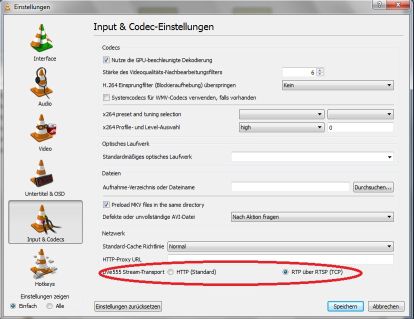 Einstellungen
Interface
Audio
Video
Untertitel & OSD
Input & Codecs
Hotkeys
Einstellungen zeigen
Einfach
Alle
Input & Codec-Einstellungen
Codecs
Nutze die GPU-beschleunigte Dekodierung
Stärke des Videoqualitäts-Nachbearbeitungsfilters 6
H.264 Einsprungfilter (Blockieraufhebung) überspringen Kein
Systemcodecs für WMV-Codecs verwenden, falls vorhanden
x264 preset and tuning selection
x264 Profile- und Level-Auswahl high 0
Optisches Laufwerk
Standardmäßiges optisches Laufwerk
Dateien
Aufnahme-Verzeichnis oder Dateiname Durchsuchen...
Preload MKV files in the same directory
Defekte oder unvollständige AVI-Datei Nach Aktion fragen
Netzwerk
Standard-Cache Richtlinie Normal
HTTP-Proxy URL
Live555 Stream-Transport HTTP (Standard) RTP über RTSP (TCP)
Einstellungen zurücksetzen Speichern Abbrechen